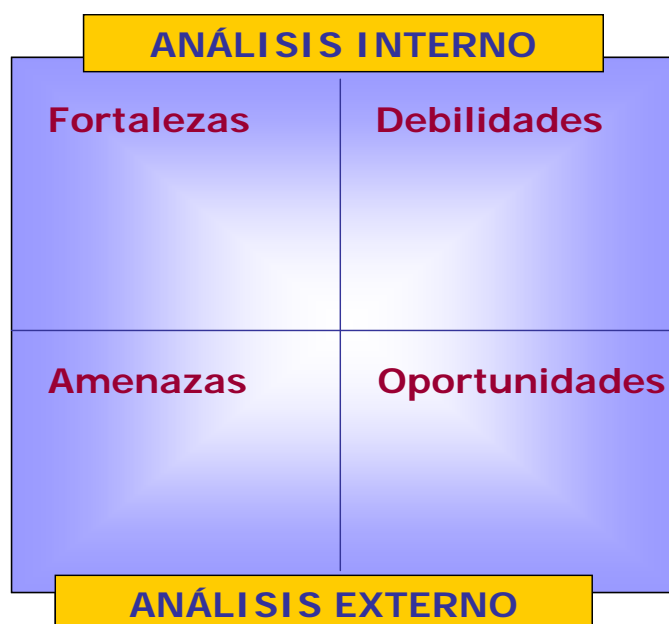 ANÁLISIS INTERNO
Fortalezas
Debilidades
Amenazas
Oportunidades
ANÁLISIS EXTERNO